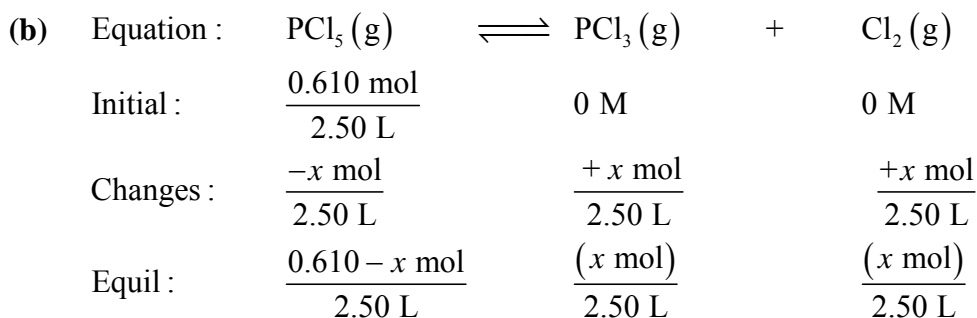 (b) Equation : PCl₅(g) ⇌ PCl₃(g) + Cl₂(g)
Initial : 0.610 mol / 2.50 L 0 M 0 M
Changes : −x mol / 2.50 L + x mol / 2.50 L +x mol / 2.50 L
Equil : 0.610 − x mol / 2.50 L (x mol) / 2.50 L (x mol) / 2.50 L